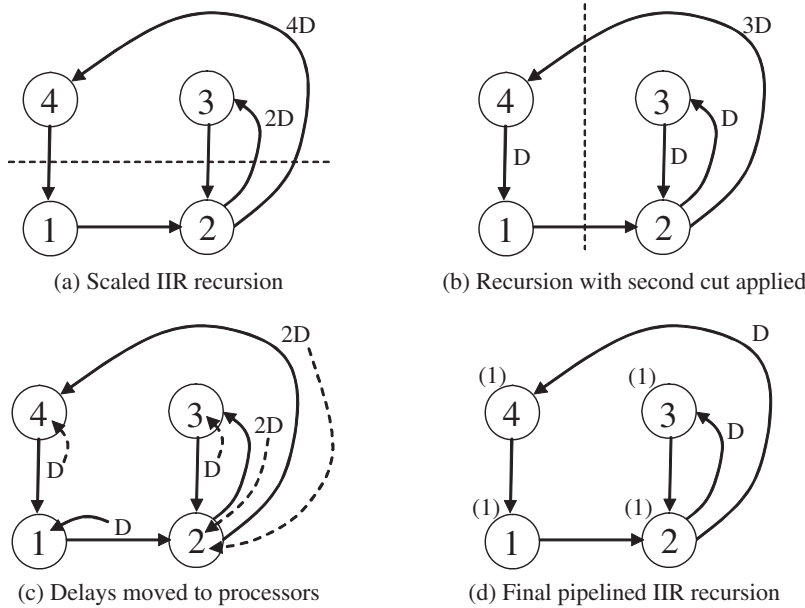 4D
4
3
2D
1
2
(a) Scaled IIR recursion
3D
4
3
D
D
D
1
2
(b) Recursion with second cut applied
2D
4
3
2D
D
D
D
1
2
(c) Delays moved to processors
D
(1)
(1)
4
3
D
(1)
(1)
1
2
(d) Final pipelined IIR recursion